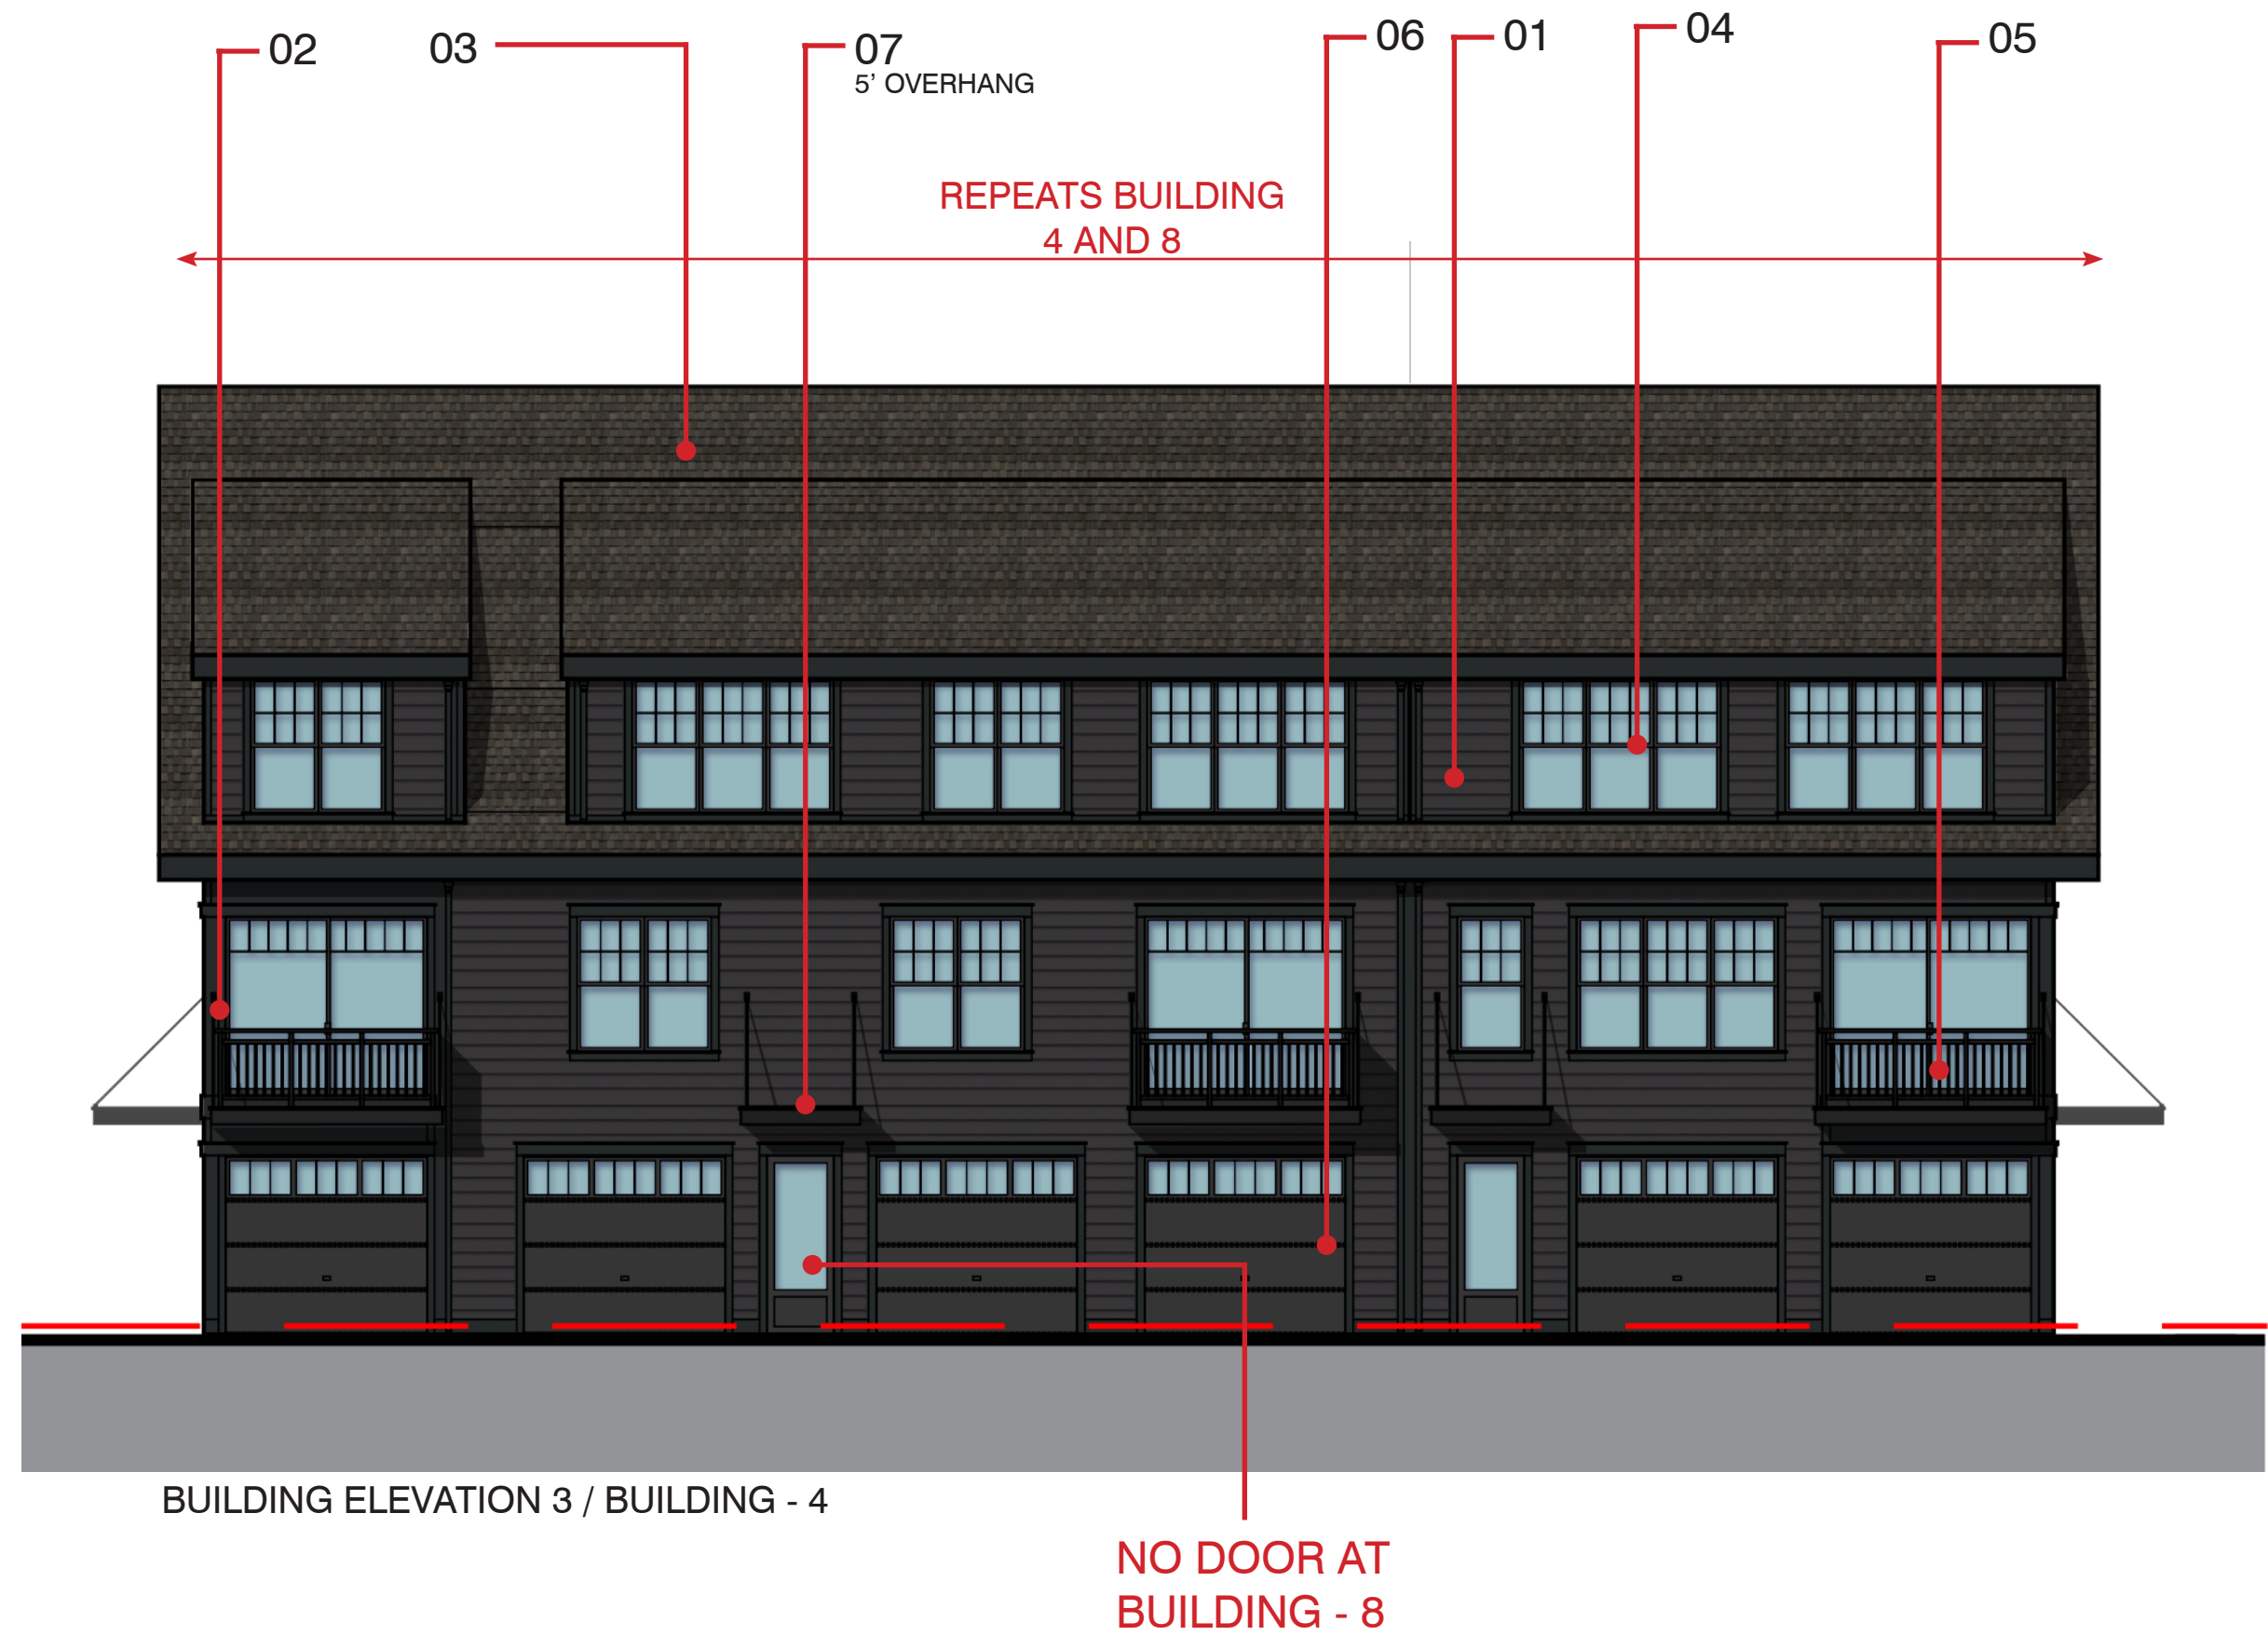 02
03
07
5’ OVERHANG
06
01
04
05
REPEATS BUILDING
4 AND 8
BUILDING ELEVATION 3 / BUILDING - 4
NO DOOR AT
BUILDING - 8